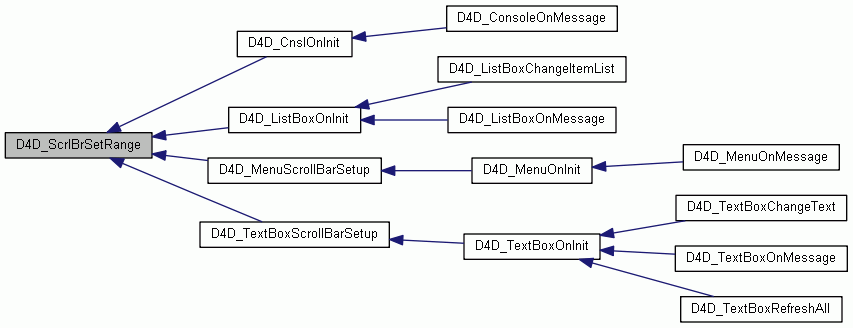 D4D_ScrlBrSetRange
D4D_CnslOnInit
D4D_ConsoleOnMessage
D4D_ListBoxOnInit
D4D_ListBoxChangeItemList
D4D_ListBoxOnMessage
D4D_MenuScrollBarSetup
D4D_MenuOnInit
D4D_MenuOnMessage
D4D_TextBoxScrollBarSetup
D4D_TextBoxOnInit
D4D_TextBoxChangeText
D4D_TextBoxOnMessage
D4D_TextBoxRefreshAll